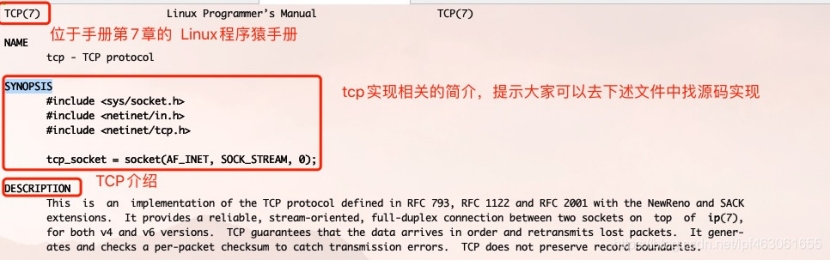 TCP(7) Linux Programmer's Manual TCP(7)
位于手册第7章的 Linux程序猿手册
NAME
tcp - TCP protocol
SYNOPSIS
#include <sys/socket.h>
#include <netinet/in.h>
#include <netinet/tcp.h>
tcp实现相关的简介，提示大家可以去下述文件中找源码实现
tcp_socket = socket(AF_INET, SOCK_STREAM, 0);
DESCRIPTION TCP介绍
This is an implementation of the TCP protocol defined in RFC 793, RFC 1122 and RFC 2001 with the NewReno and SACK
extensions. It provides a reliable, stream-oriented, full-duplex connection between two sockets on top of ip(7),
for both v4 and v6 versions. TCP guarantees that the data arrives in order and retransmits lost packets. It gener-
ates and checks a per-packet checksum to catch transmission errors. TCP does not preserve record boundaries.